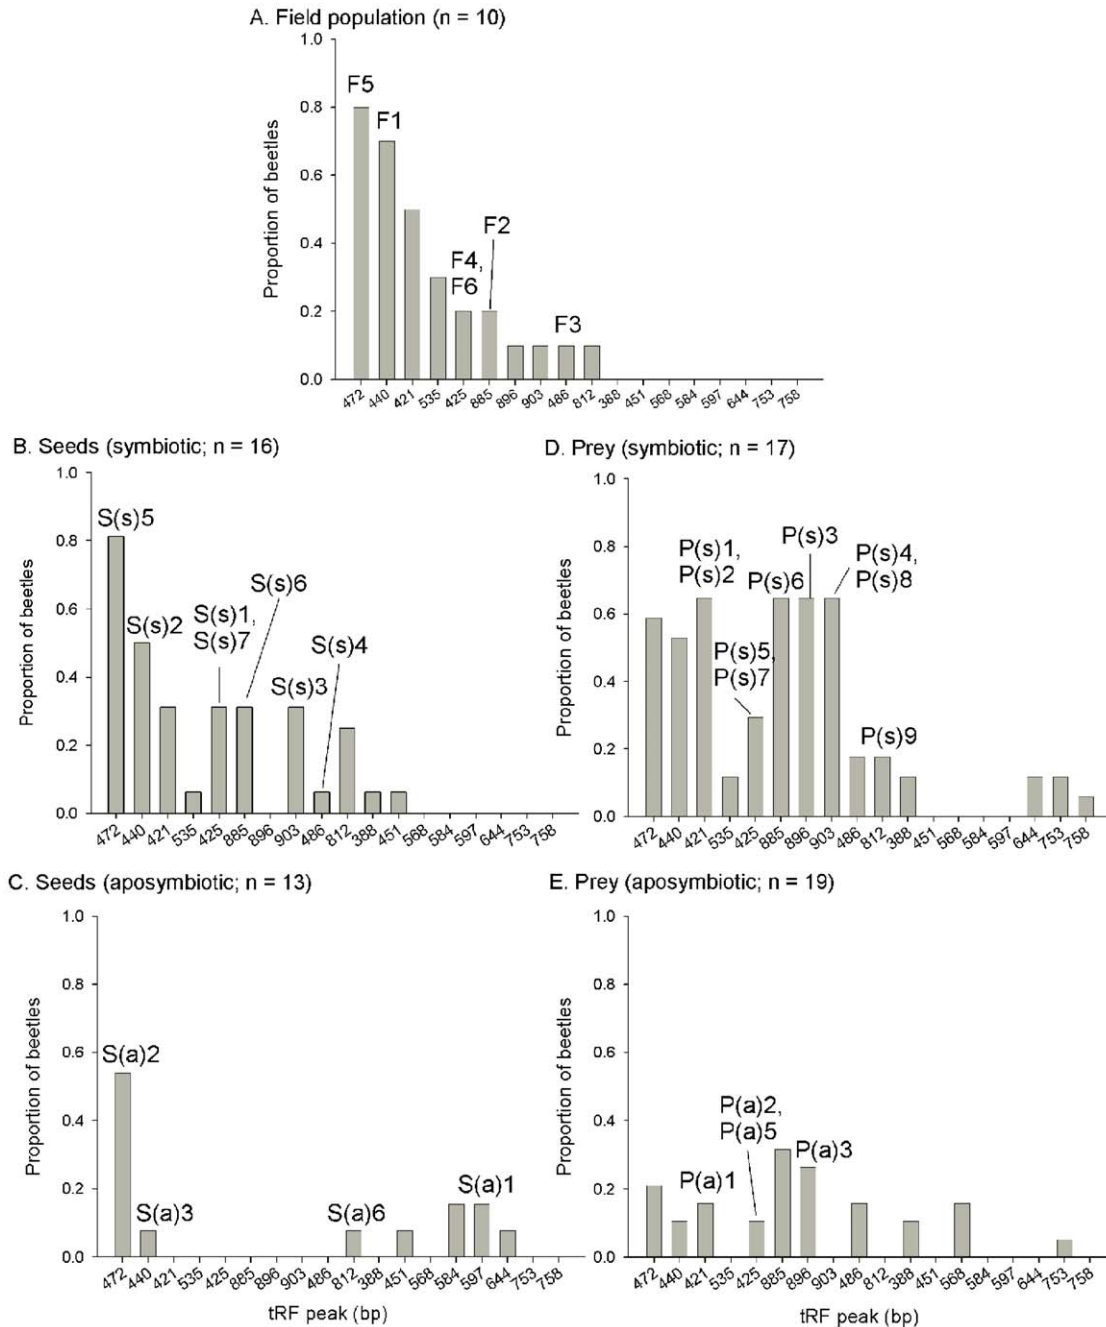 A. Field population (n = 10)
Proportion of beetles
1.0
0.8
0.6
0.4
0.2
0.0
F5
F1
F2
F4,
F6
F3
472 440 421 535 425 885 896 903 486 812 388 451 568 584 597 644 753 758
B. Seeds (symbiotic; n = 16)
Proportion of beetles
1.0
0.8
0.6
0.4
0.2
0.0
S(s)5
S(s)2
S(s)1,
S(s)7
S(s)6
S(s)3
S(s)4
472 440 421 535 425 885 896 903 486 812 388 451 568 584 597 644 753 758
D. Prey (symbiotic; n = 17)
Proportion of beetles
1.0
0.8
0.6
0.4
0.2
0.0
P(s)1,
P(s)2
P(s)5,
P(s)7
P(s)6
P(s)3
P(s)4,
P(s)8
P(s)9
472 440 421 535 425 885 896 903 486 812 388 451 568 584 597 644 753 758
C. Seeds (aposymbiotic; n = 13)
Proportion of beetles
1.0
0.8
0.6
0.4
0.2
0.0
S(a)2
S(a)3
S(a)6
S(a)1
472 440 421 535 425 885 896 903 486 812 388 451 568 584 597 644 753 758
tRF peak (bp)
E. Prey (aposymbiotic; n = 19)
Proportion of beetles
1.0
0.8
0.6
0.4
0.2
0.0
P(a)1
P(a)2,
P(a)5
P(a)3
472 440 421 535 425 885 896 903 486 812 388 451 568 584 597 644 753 758
tRF peak (bp)